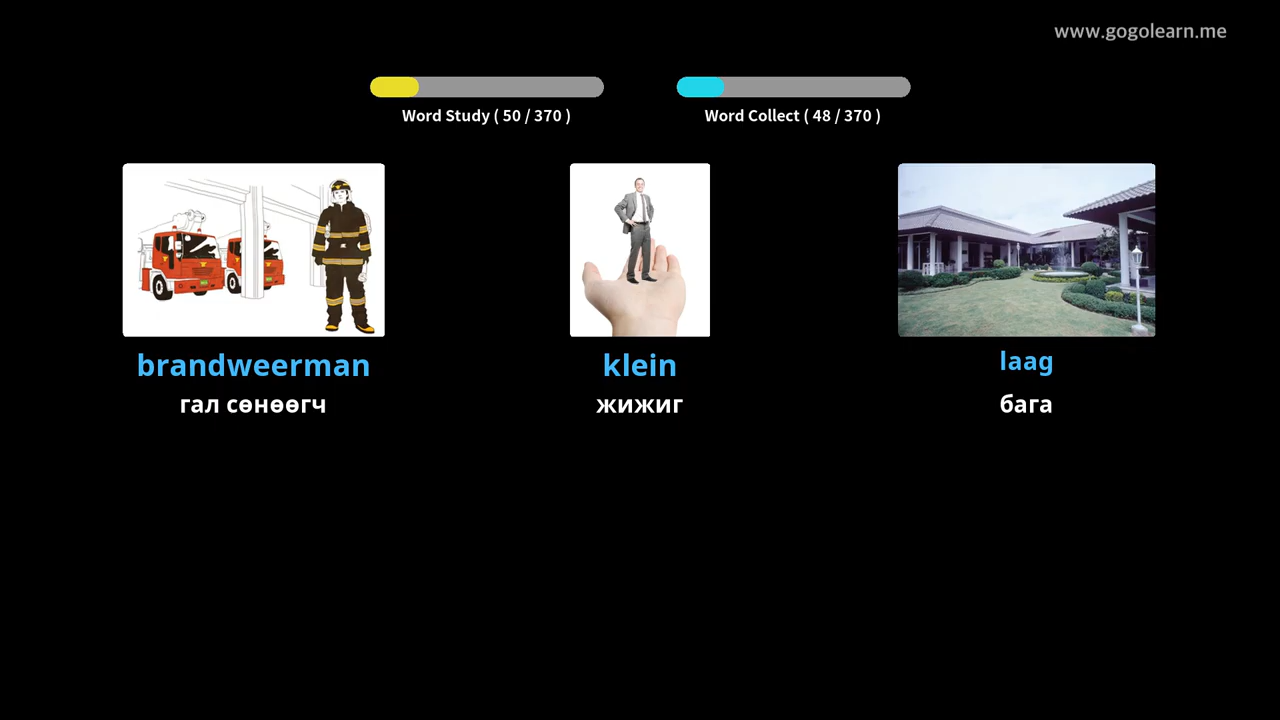 www.gogolearn.me
Word Study ( 50 / 370 )
Word Collect ( 48 / 370 )
brandweerman
гал сөнөөгч
klein
жижиг
laag
бага